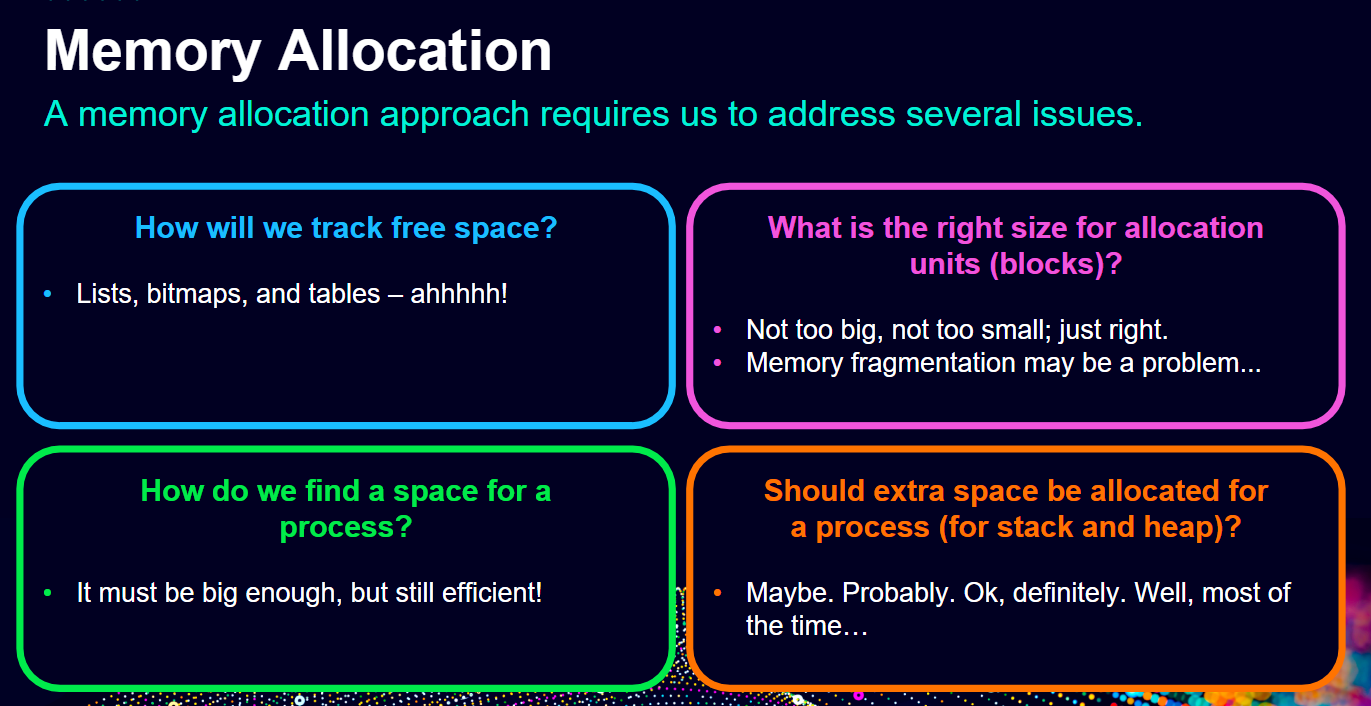 Memory Allocation
A memory allocation approach requires us to address several issues.
How will we track free space?
• Lists, bitmaps, and tables – ahhhhh!
What is the right size for allocation
units (blocks)?
• Not too big, not too small; just right.
• Memory fragmentation may be a problem...
How do we find a space for a
process?
• It must be big enough, but still efficient!
Should extra space be allocated for
a process (for stack and heap)?
• Maybe. Probably. Ok, definitely. Well, most of
the time…